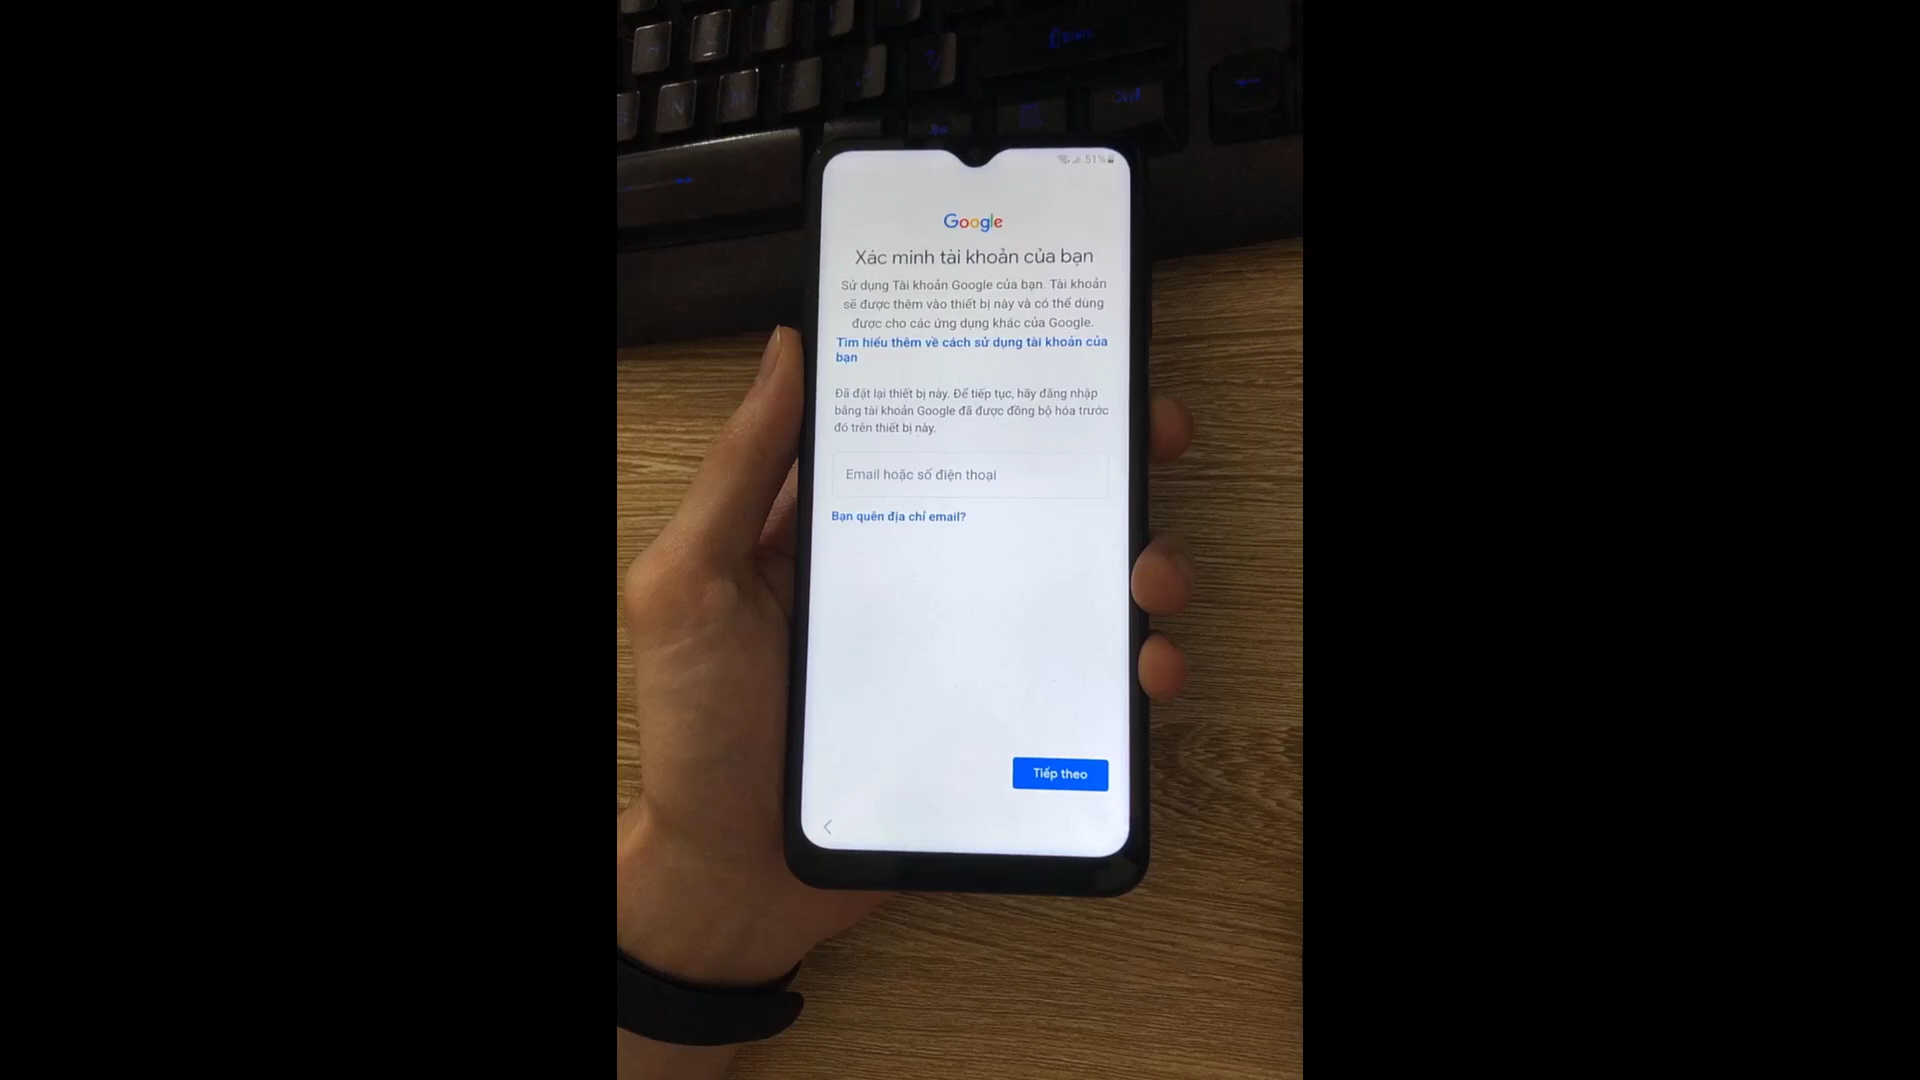 51%
Google
Xác minh tài khoản của bạn
Sử dụng Tài khoản Google của bạn. Tài khoản
sẽ được thêm vào thiết bị này và có thể dùng
được cho các ứng dụng khác của Google.
Tìm hiểu thêm về cách sử dụng tài khoản của
bạn
Đã đặt lại thiết bị này. Để tiếp tục, hãy đăng nhập
bằng tài khoản Google đã được đồng bộ hóa trước
đó trên thiết bị này.
Email hoặc số điện thoại
Bạn quên địa chỉ email?
Tiếp theo